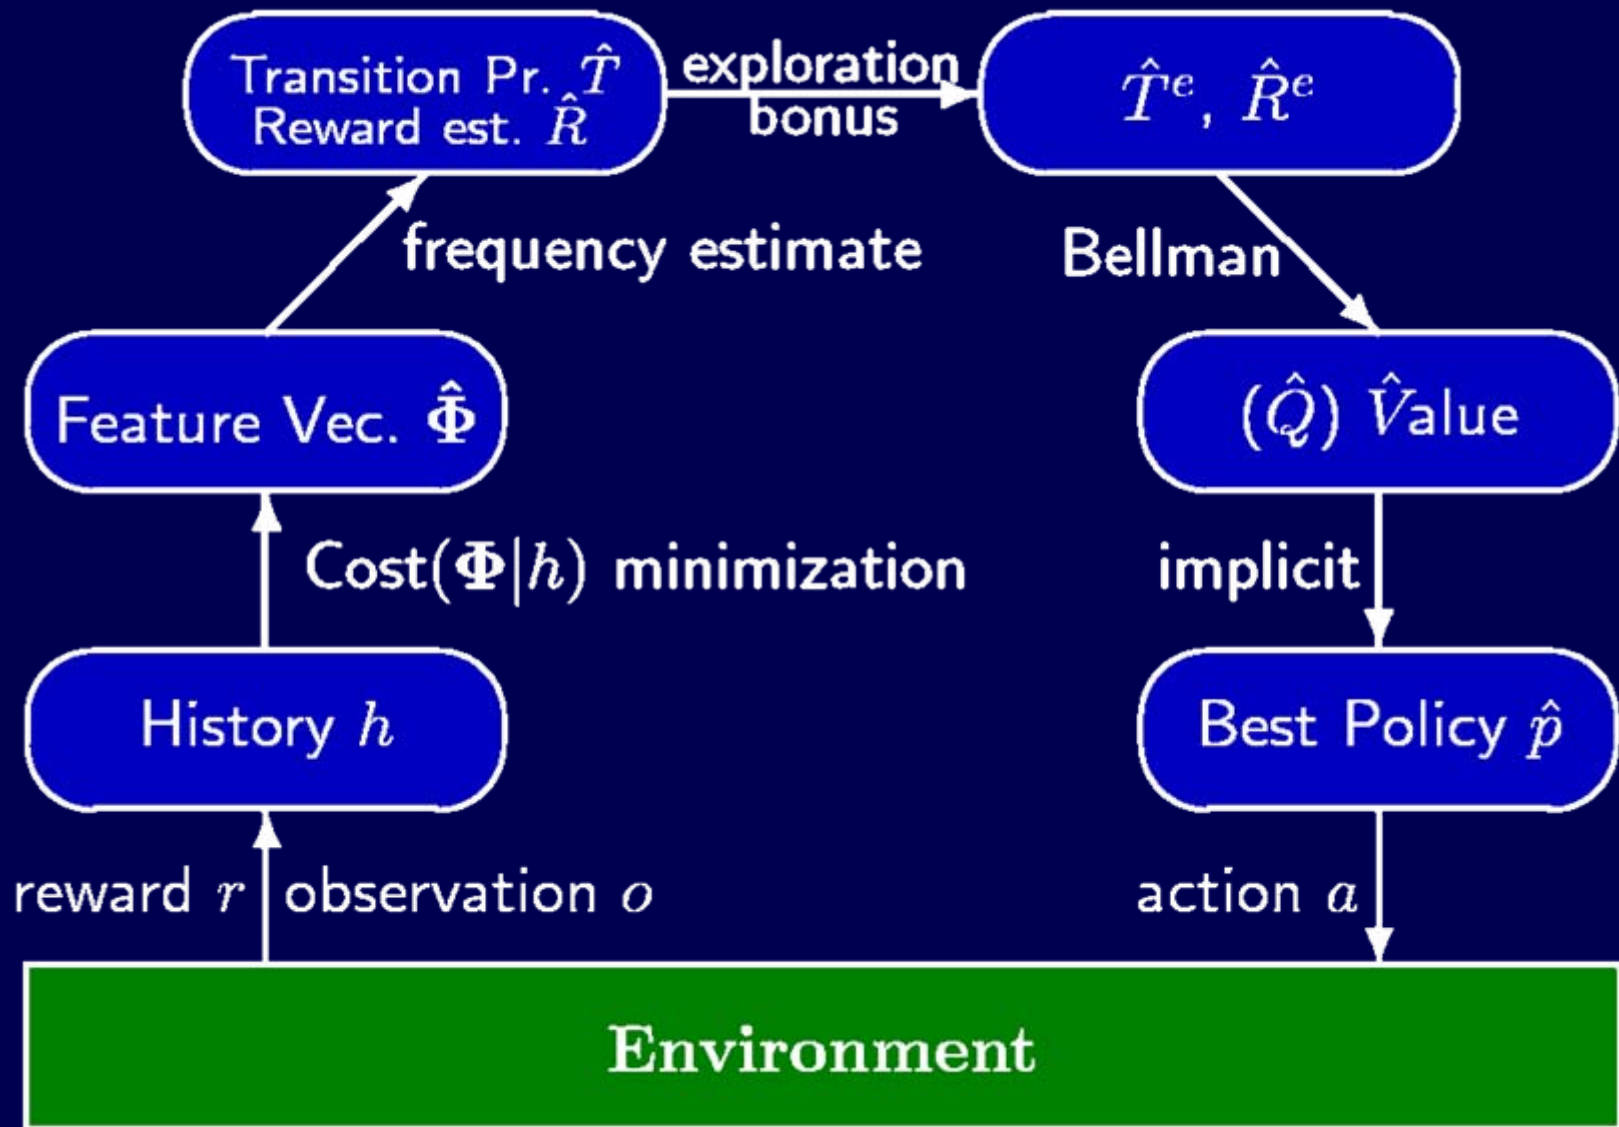 Transition Pr. T̂
Reward est. R̂
exploration
bonus
T̂ᵉ, R̂ᵉ
frequency estimate
Bellman
Feature Vec. Φ̂
(Q̂) V̂alue
Cost(Φ|h) minimization
implicit
History h
Best Policy p̂
reward r
observation o
action a
Environment